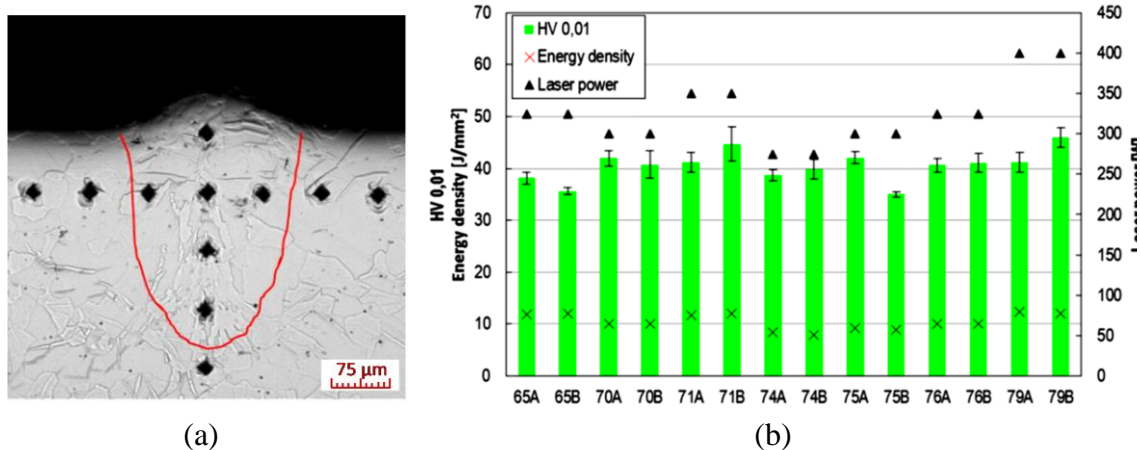 75 µm
(a)
70
60
50
40
30
20
10
0
HV 0,01
Energy density [J/mm²]
HV 0,01
Energy density
Laser power
450
400
350
300
250
200
150
100
50
0
65A 65B 70A 70B 71A 71B 74A 74B 75A 75B 76A 76B 79A 79B
(b)